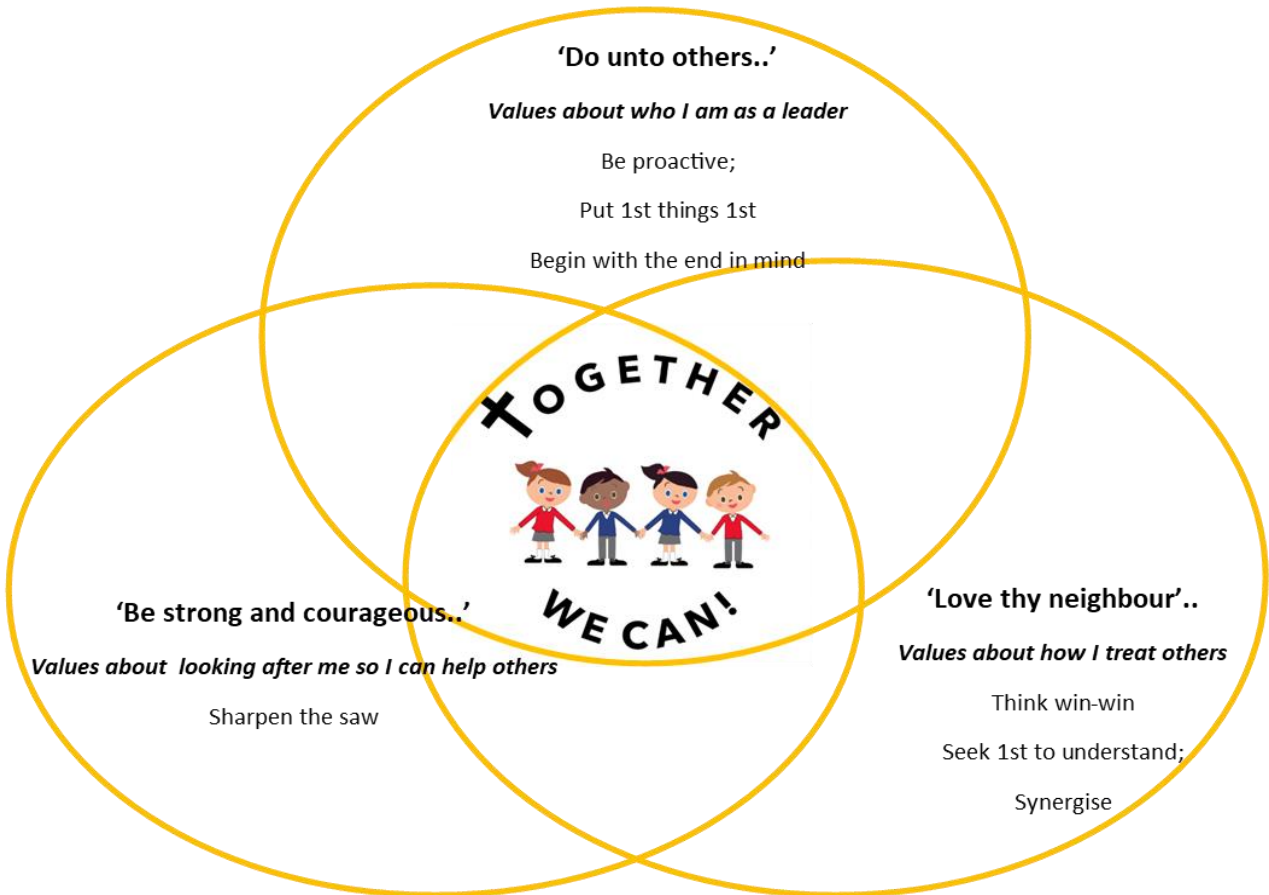 ‘Do unto others..’
Values about who I am as a leader
Be proactive;
Put 1st things 1st
Begin with the end in mind
TOGETHER
WE CAN!
‘Be strong and courageous..’
Values about  looking after me so I can help others
Sharpen the saw
‘Love thy neighbour’..
Values about how I treat others
Think win-win
Seek 1st to understand;
Synergise